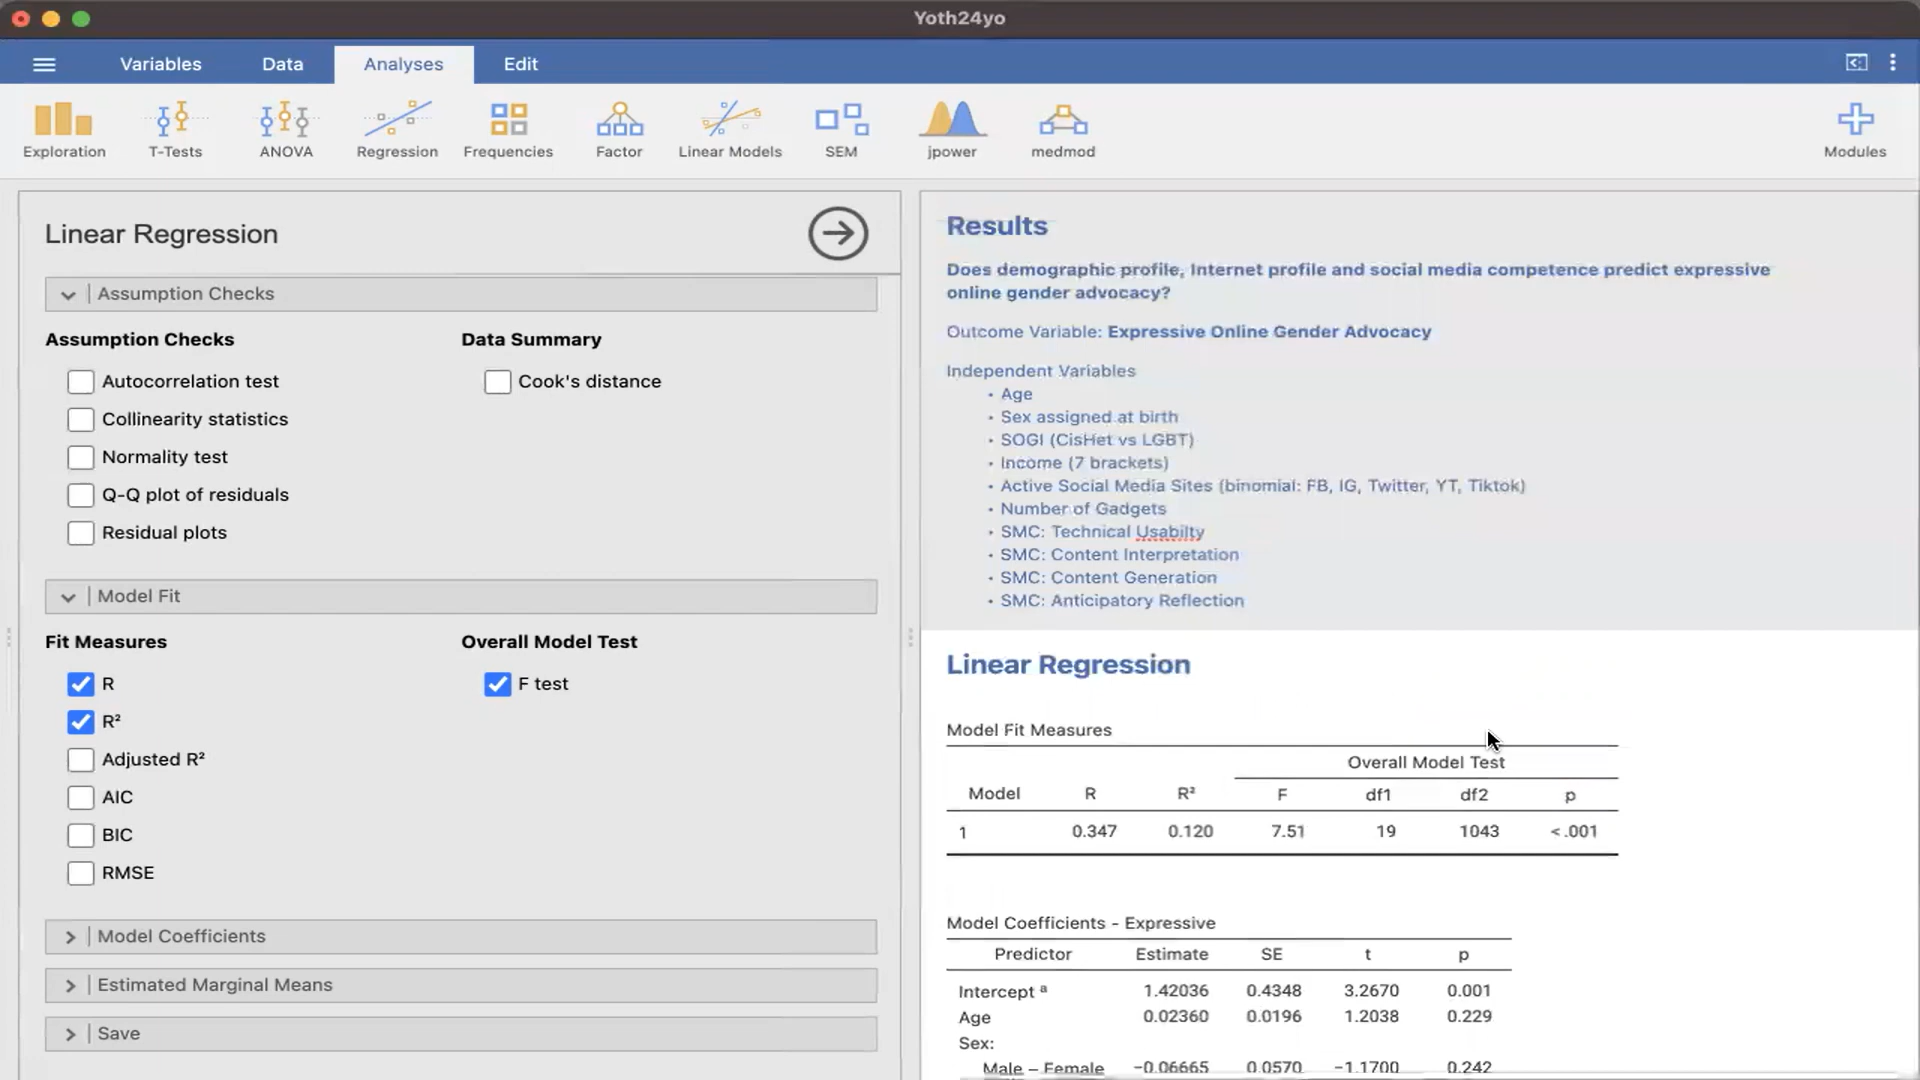 Yoth24yo
Variables Data Analyses Edit
Exploration T-Tests ANOVA Regression Frequencies Factor Linear Models SEM jpower medmod Modules
Linear Regression
Assumption Checks
Assumption Checks Data Summary
Autocorrelation test Cook's distance
Collinearity statistics
Normality test
Q-Q plot of residuals
Residual plots
Model Fit
Fit Measures Overall Model Test
R F test
R²
Adjusted R²
AIC
BIC
RMSE
Model Coefficients
Estimated Marginal Means
Save
Results
Does demographic profile, Internet profile and social media competence predict expressive
online gender advocacy?
Outcome Variable: Expressive Online Gender Advocacy
Independent Variables
• Age
• Sex assigned at birth
• SOGI (CisHet vs LGBT)
• Income (7 brackets)
• Active Social Media Sites (binomial: FB, IG, Twitter, YT, Tiktok)
• Number of Gadgets
• SMC: Technical Usabilty
• SMC: Content Interpretation
• SMC: Content Generation
• SMC: Anticipatory Reflection
Linear Regression
Model Fit Measures
Overall Model Test
Model R R² F df1 df2 p
1 0.347 0.120 7.51 19 1043 < .001
Model Coefficients - Expressive
Predictor Estimate SE t p
Intercept ª 1.42036 0.4348 3.2670 0.001
Age 0.02360 0.0196 1.2038 0.229
Sex:
Male – Female −0.06665 0.0570 −1.1700 0.242